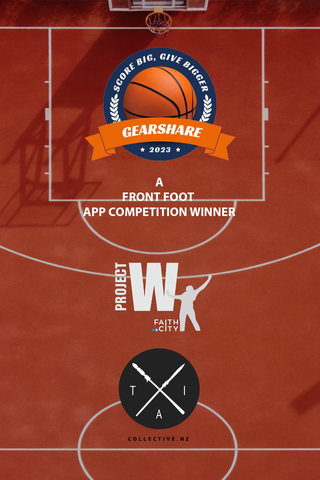 SCORE BIG, GIVE BIGGER
GEARSHARE
★ 2023 ★
A
FRONT FOOT
APP COMPETITION WINNER
PROJECT
W
FAITH
CITY
T I
A
COLLECTIVE.NZ